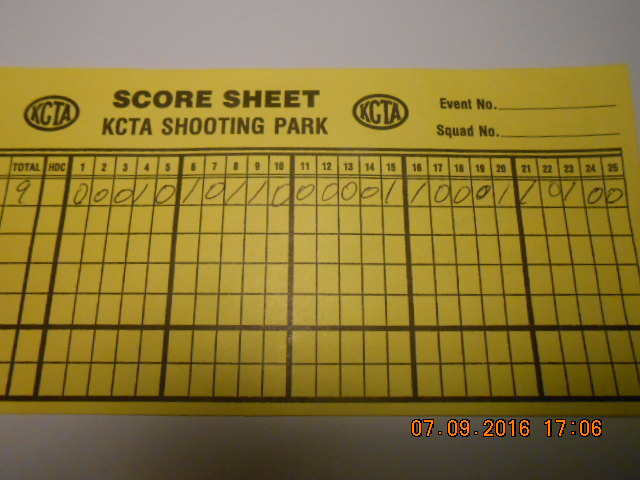 SCORE SHEET
KCTA KCTA SHOOTING PARK KCTA
Event No.
Squad No.
TOTAL HDC 1 2 3 4 5 6 7 8 9 10 11 12 13 14 15 16 17 18 19 20 21 22 23 24 25
9 0 0 0 1 0 1 0 1 1 0 0 0 0 0 1 1 0 0 0 1 1 0 1 0 0
07.09.2016 17:06